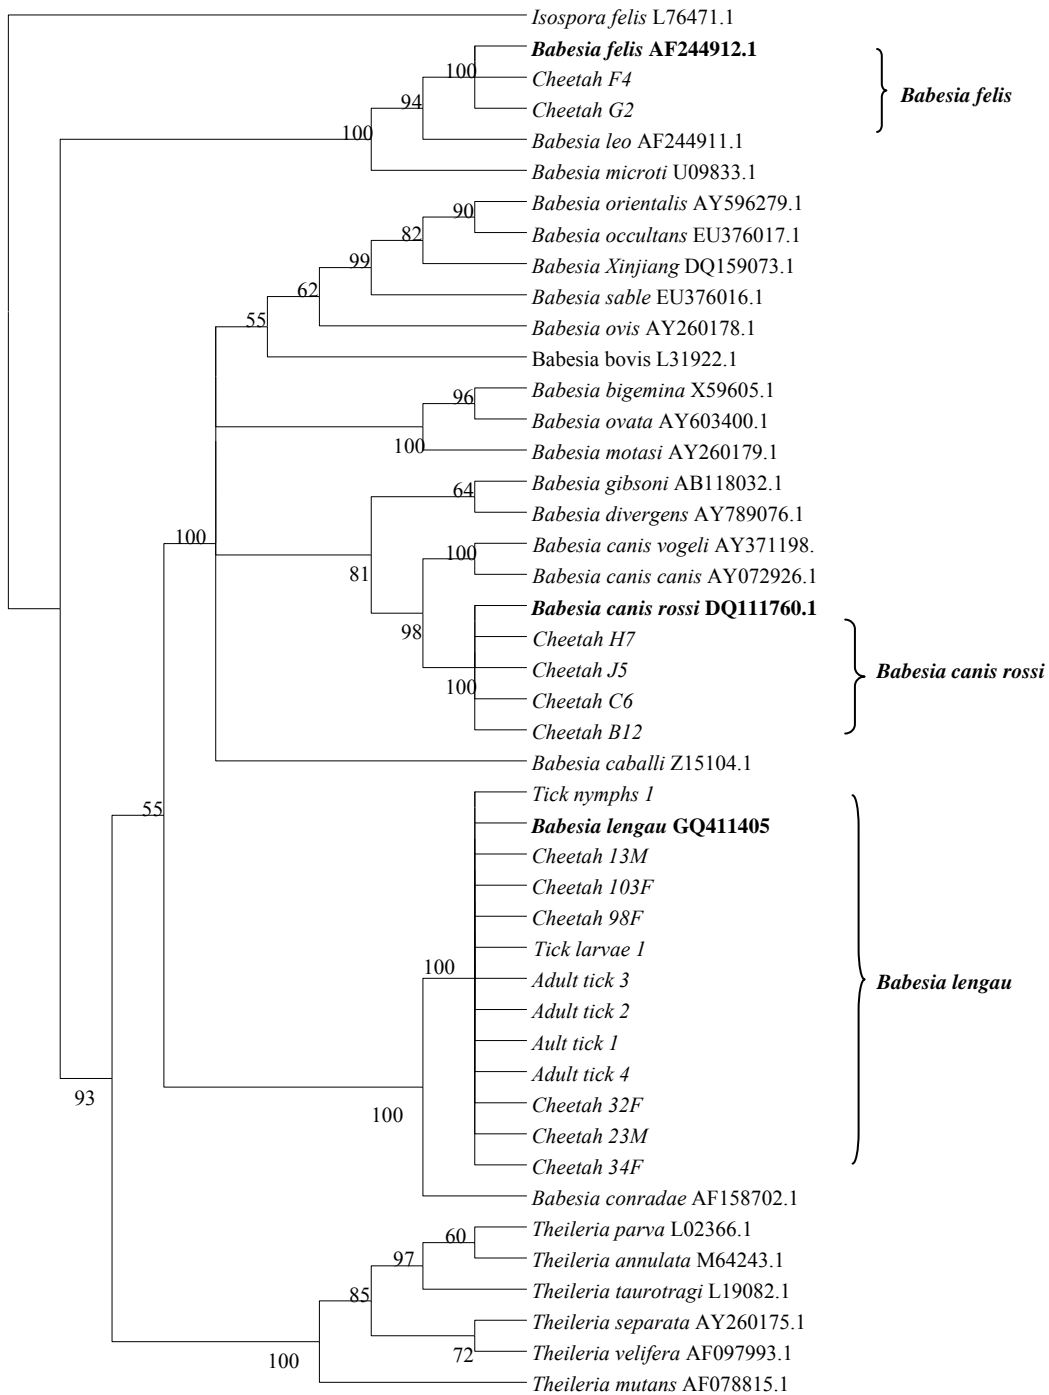 Isospora felis L76471.1
Babesia felis AF244912.1
100
Cheetah F4
Babesia felis
94
Cheetah G2
100
Babesia leo AF244911.1
Babesia microti U09833.1
Babesia orientalis AY596279.1
90
82
Babesia occultans EU376017.1
99
Babesia Xinjiang DQ159073.1
62
Babesia sable EU376016.1
55
Babesia ovis AY260178.1
Babesia bovis L31922.1
Babesia bigemina X59605.1
96
Babesia ovata AY603400.1
100
Babesia motasi AY260179.1
Babesia gibsoni AB118032.1
64
Babesia divergens AY789076.1
100
Babesia canis vogeli AY371198.
100
81
Babesia canis canis AY072926.1
Babesia canis rossi DQ111760.1
98
Cheetah H7
Cheetah J5
Babesia canis rossi
100
Cheetah C6
Cheetah B12
Babesia caballi Z15104.1
Tick nymphs 1
55
Babesia lengau GQ411405
Cheetah 13M
Cheetah 103F
Cheetah 98F
Tick larvae 1
100
Adult tick 3
Babesia lengau
Adult tick 2
Ault tick 1
Adult tick 4
93
Cheetah 32F
100
Cheetah 23M
Cheetah 34F
Babesia conradae AF158702.1
Theileria parva L02366.1
60
97
Theileria annulata M64243.1
85
Theileria taurotragi L19082.1
Theileria separata AY260175.1
72
Theileria velifera AF097993.1
100
Theileria mutans AF078815.1